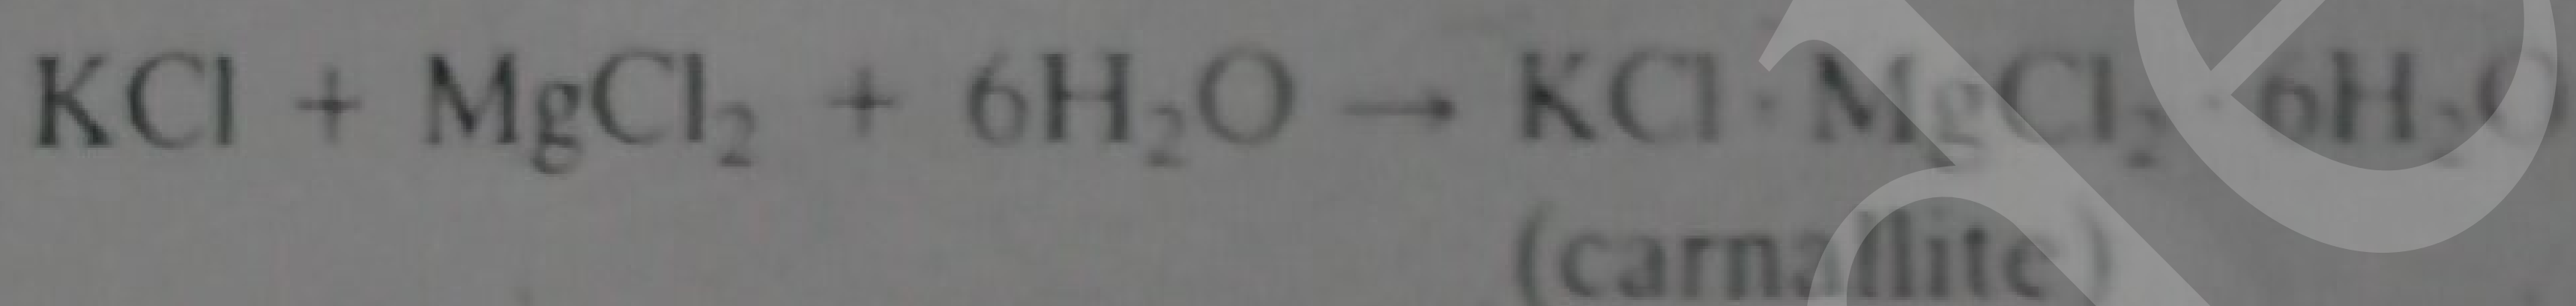 KCl + MgCl₂ + 6H₂O → KCl · MgCl₂ · 6H₂O
(carnallite)